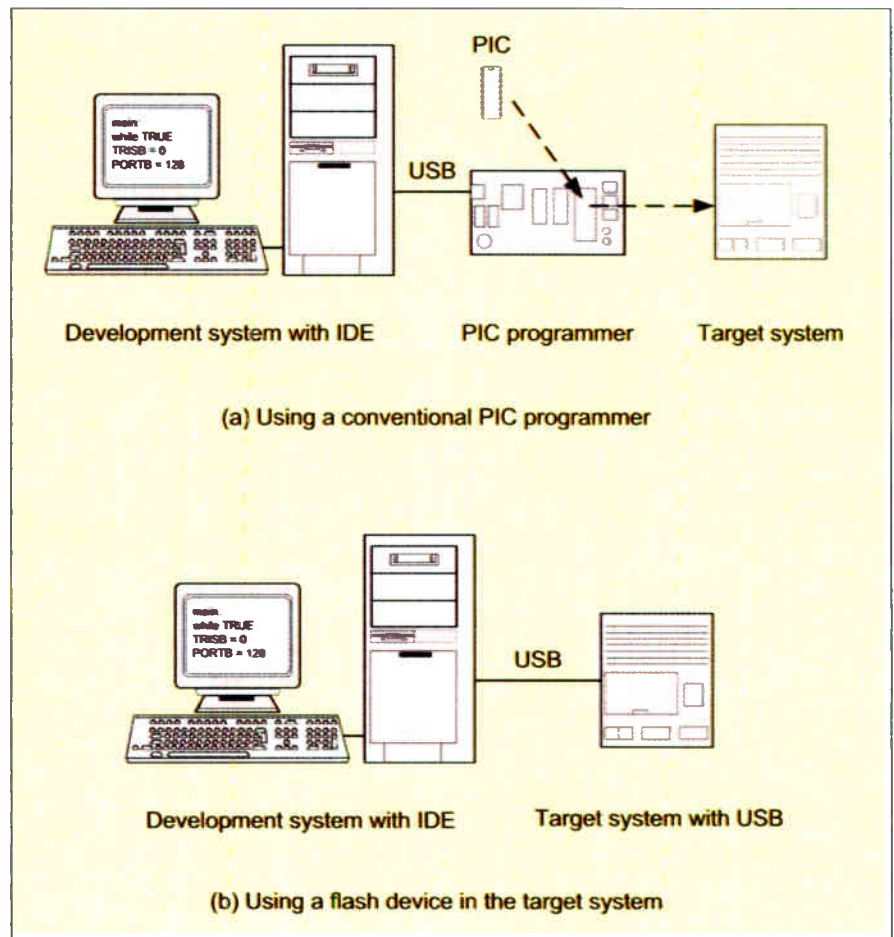 PIC
main
while TRUE
TRISB = 0
PORTB = 128
USB
Development system with IDE
PIC programmer
Target system
(a) Using a conventional PIC programmer
main
while TRUE
TRISB = 0
PORTB = 128
USB
Development system with IDE
Target system with USB
(b) Using a flash device in the target system